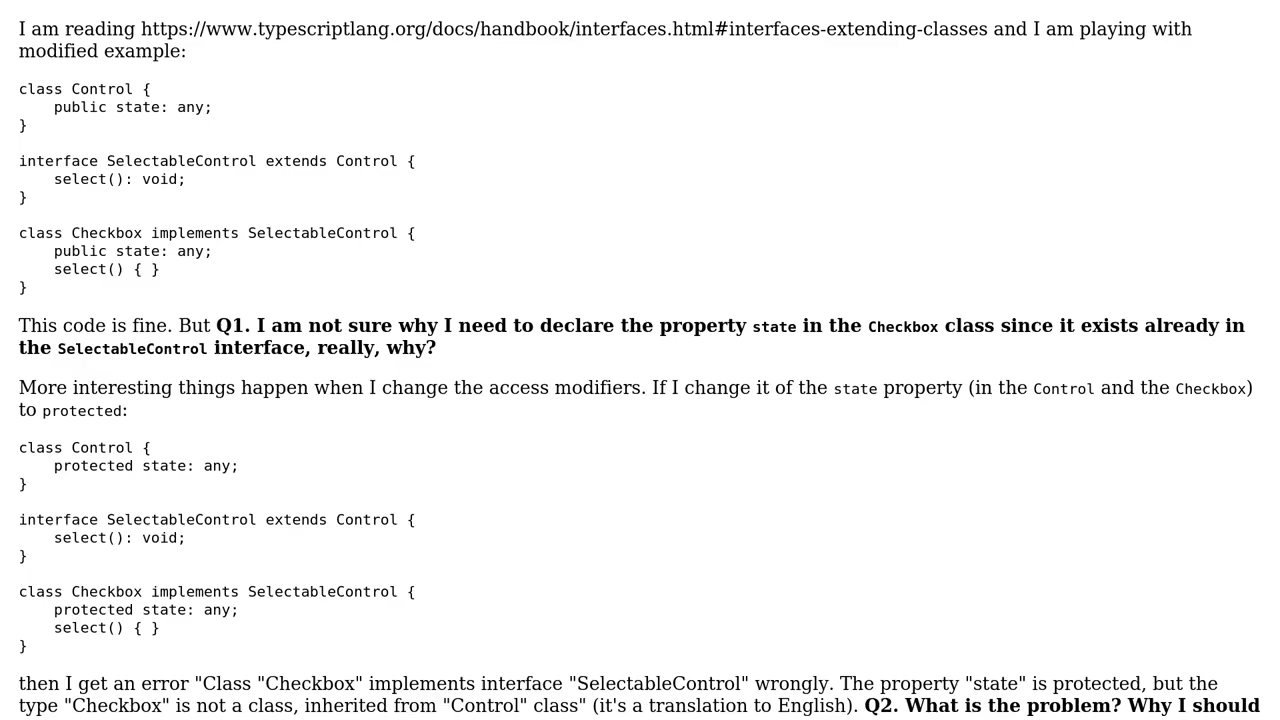 I am reading https://www.typescriptlang.org/docs/handbook/interfaces.html#interfaces-extending-classes and I am playing with
modified example:
class Control {
    public state: any;
}
interface SelectableControl extends Control {
    select(): void;
}
class Checkbox implements SelectableControl {
    public state: any;
    select() { }
}
This code is fine. But Q1. I am not sure why I need to declare the property state in the Checkbox class since it exists already in
the SelectableControl interface, really, why?
More interesting things happen when I change the access modifiers. If I change it of the state property (in the Control and the Checkbox)
to protected:
class Control {
    protected state: any;
}
interface SelectableControl extends Control {
    select(): void;
}
class Checkbox implements SelectableControl {
    protected state: any;
    select() { }
}
then I get an error "Class "Checkbox" implements interface "SelectableControl" wrongly. The property "state" is protected, but the
type "Checkbox" is not a class, inherited from "Control" class" (it's a translation to English). Q2. What is the problem? Why I should